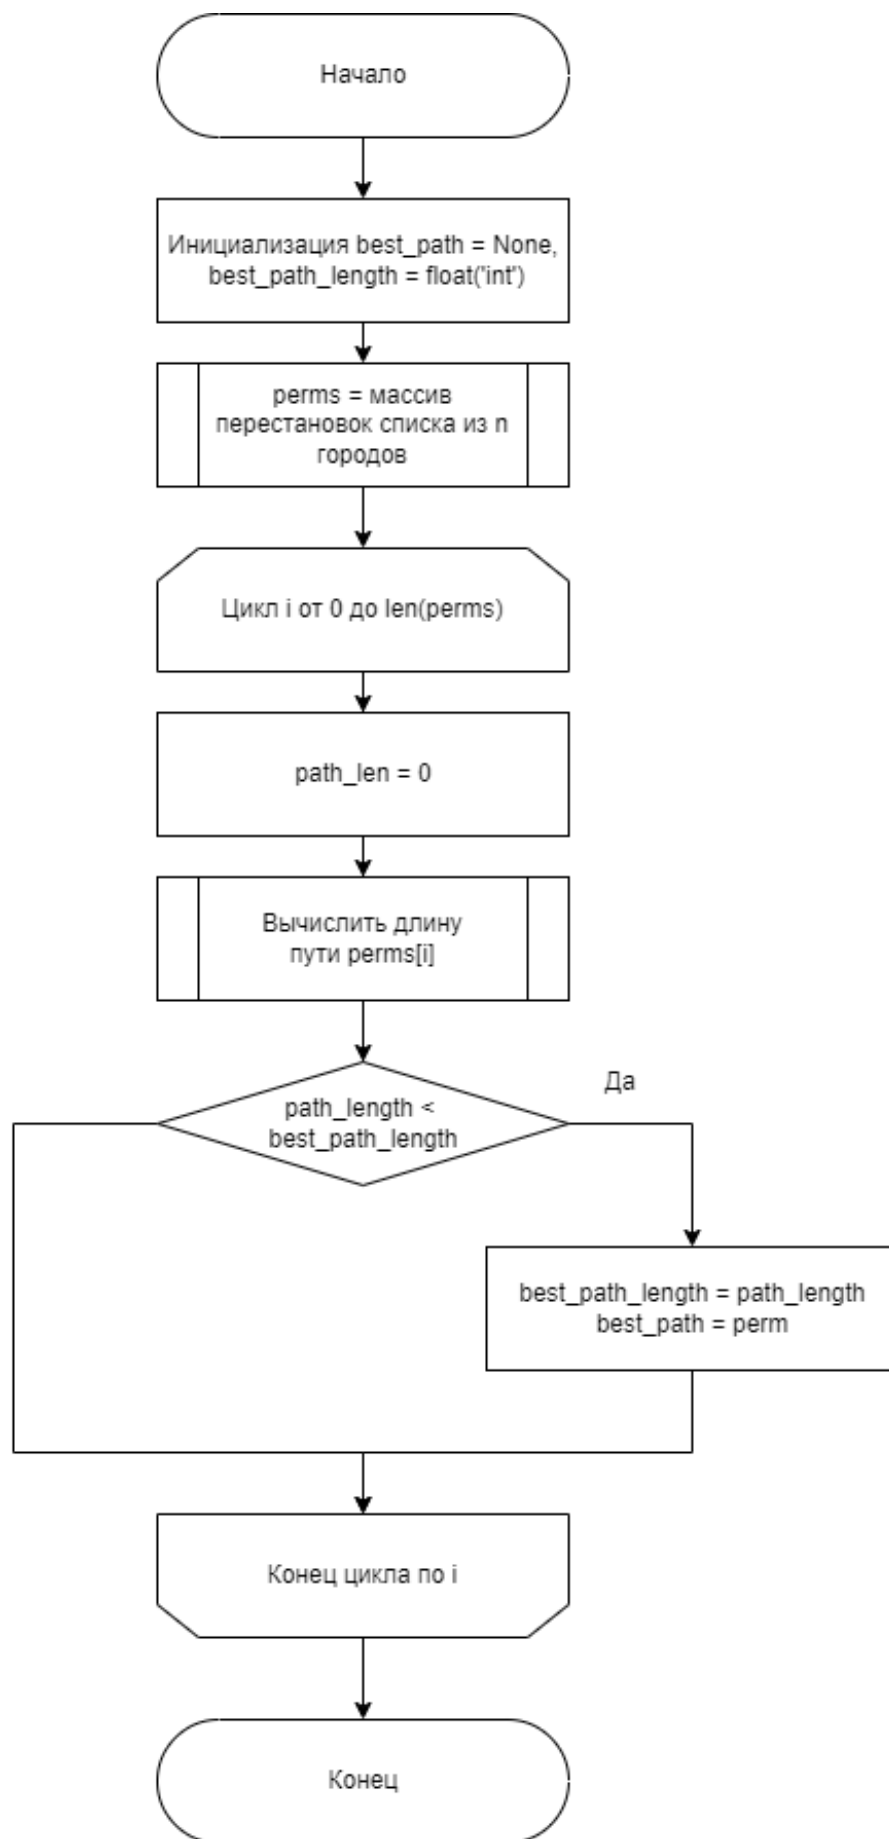 Начало
Инициализация best_path = None,
best_path_length = float('int')
perms = массив
перестановок списка из n
городов
Цикл i от 0 до len(perms)
path_len = 0
Вычислить длину
пути perms[i]
Да
path_length <
best_path_length
best_path_length = path_length
best_path = perm
Конец цикла по i
Конец